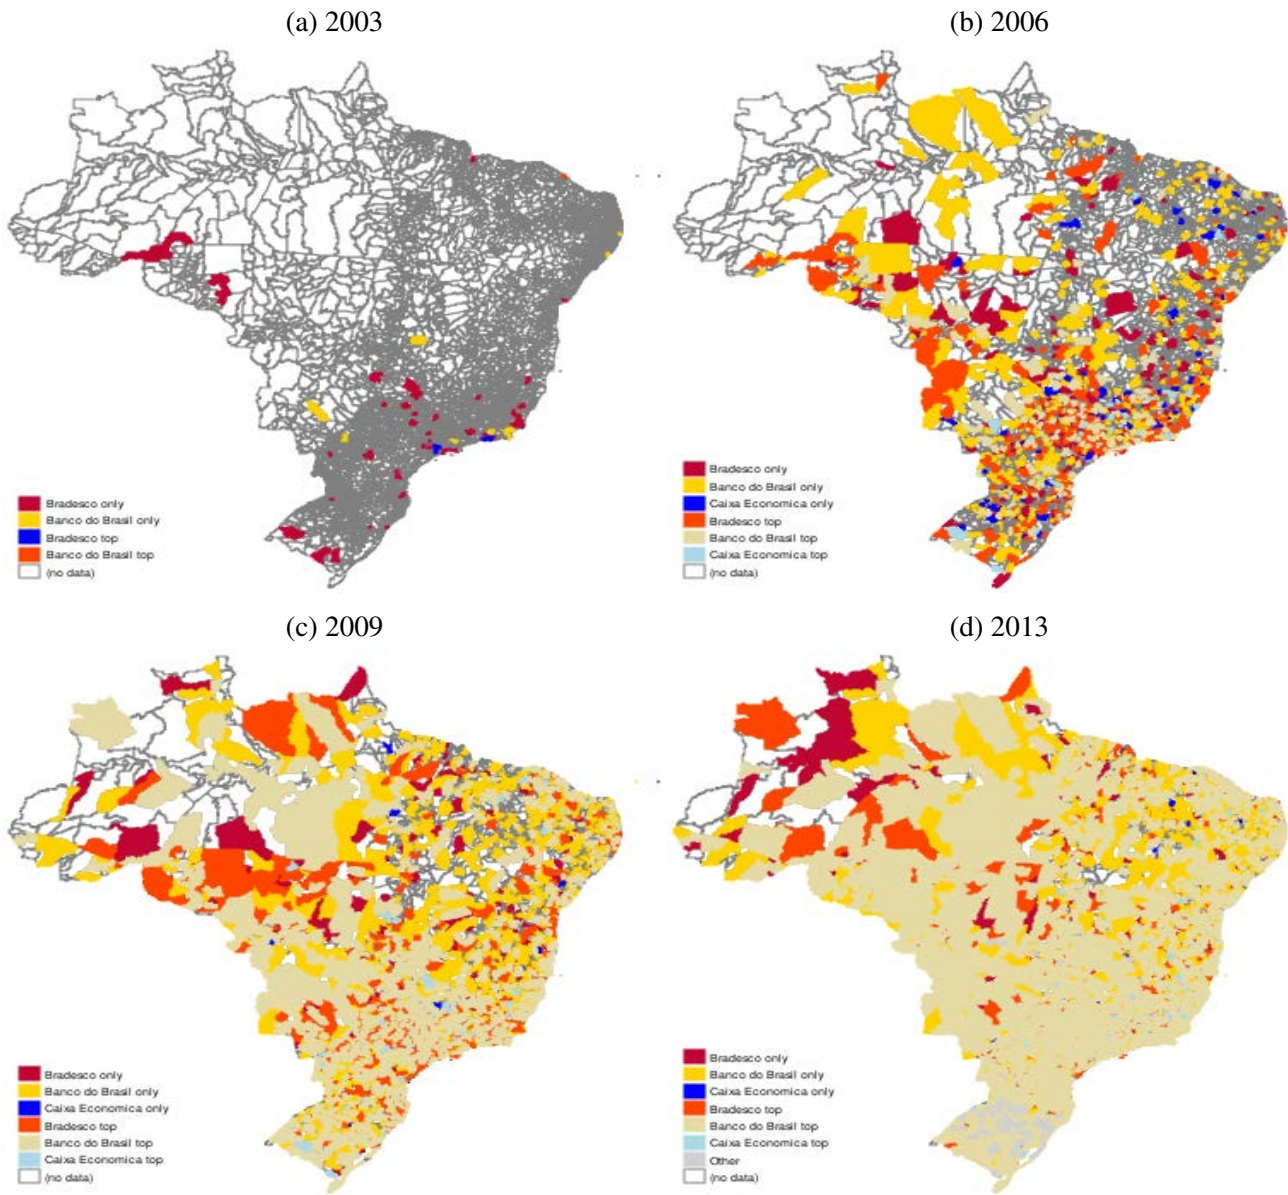 (a) 2003
(b) 2006
Bradesco only
Banco do Brasil only
Bradesco top
Banco do Brasil top
(no data)
Bradesco only
Banco do Brasil only
Caixa Economica only
Bradesco top
Banco do Brasil top
Caixa Economica top
(no data)
(c) 2009
(d) 2013
Bradesco only
Banco do Brasil only
Caixa Economica only
Bradesco top
Banco do Brasil top
Caixa Economica top
(no data)
Bradesco only
Banco do Brasil only
Caixa Economica only
Bradesco top
Banco do Brasil top
Caixa Economica top
Other
(no data)